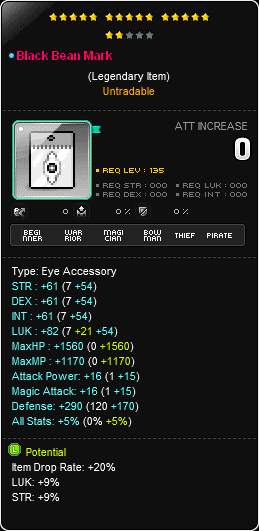 Black Bean Mark
(Legendary Item)
Untradable
ATT INCREASE
0
REQ LEV : 135
REQ STR : 000 REQ LUK : 000
REQ DEX : 000 REQ INT : 000
0 0 % 0 %
BEGINNER WARRIOR MAGICIAN BOWMAN THIEF PIRATE
Type: Eye Accessory
STR : +61 (7 +54)
DEX : +61 (7 +54)
INT : +61 (7 +54)
LUK : +82 (7 +21 +54)
MaxHP : +1560 (0 +1560)
MaxMP : +1170 (0 +1170)
Attack Power: +16 (1 +15)
Magic Attack: +16 (1 +15)
Defense: +290 (120 +170)
All Stats: +5% (0% +5%)
L Potential
Item Drop Rate: +20%
LUK: +9%
STR: +9%